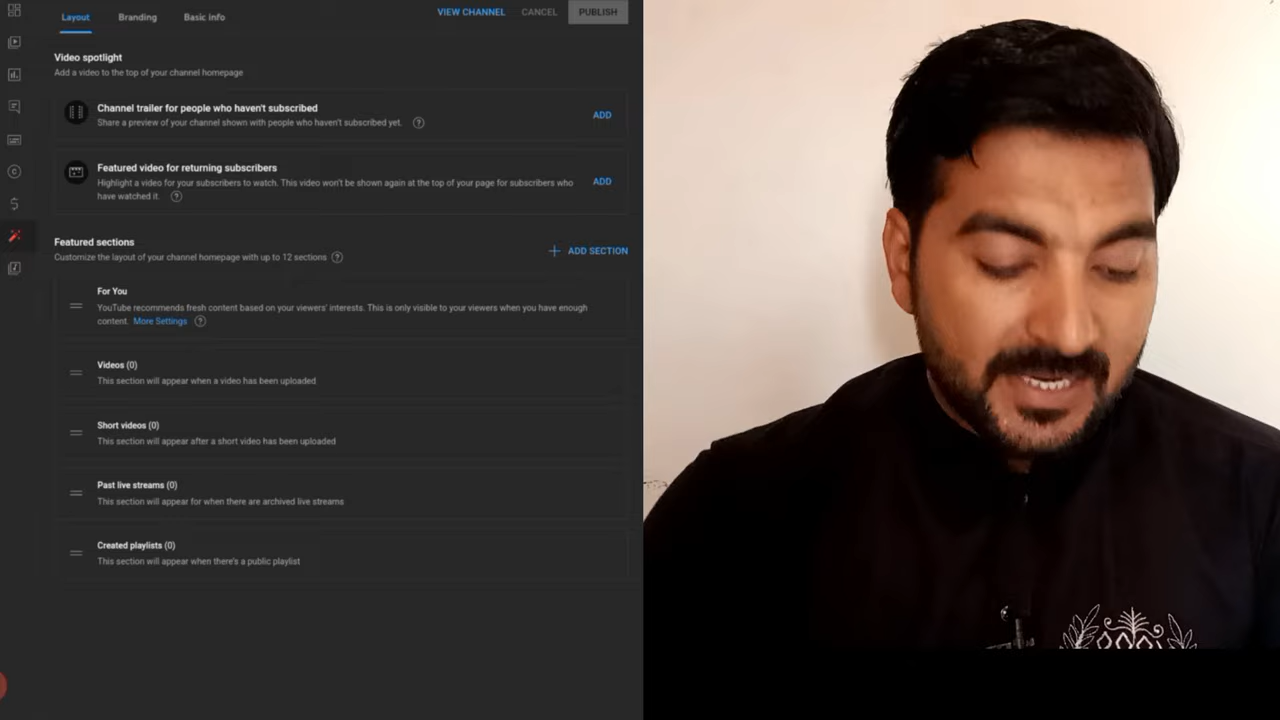 Layout
Branding
Basic info
VIEW CHANNEL
CANCEL
PUBLISH
Video spotlight
Add a video to the top of your channel homepage
Channel trailer for people who haven't subscribed
Share a preview of your channel shown with people who haven't subscribed yet.
ADD
Featured video for returning subscribers
Highlight a video for your subscribers to watch. This video won't be shown again at the top of your page for subscribers who
have watched it.
ADD
Featured sections
Customize the layout of your channel homepage with up to 12 sections
ADD SECTION
For You
YouTube recommends fresh content based on your viewers' interests. This is only visible to your viewers when you have enough
content. More Settings
Videos (0)
This section will appear when a video has been uploaded
Short videos (0)
This section will appear after a short video has been uploaded
Past live streams (0)
This section will appear for when there are archived live streams
Created playlists (0)
This section will appear when there's a public playlist